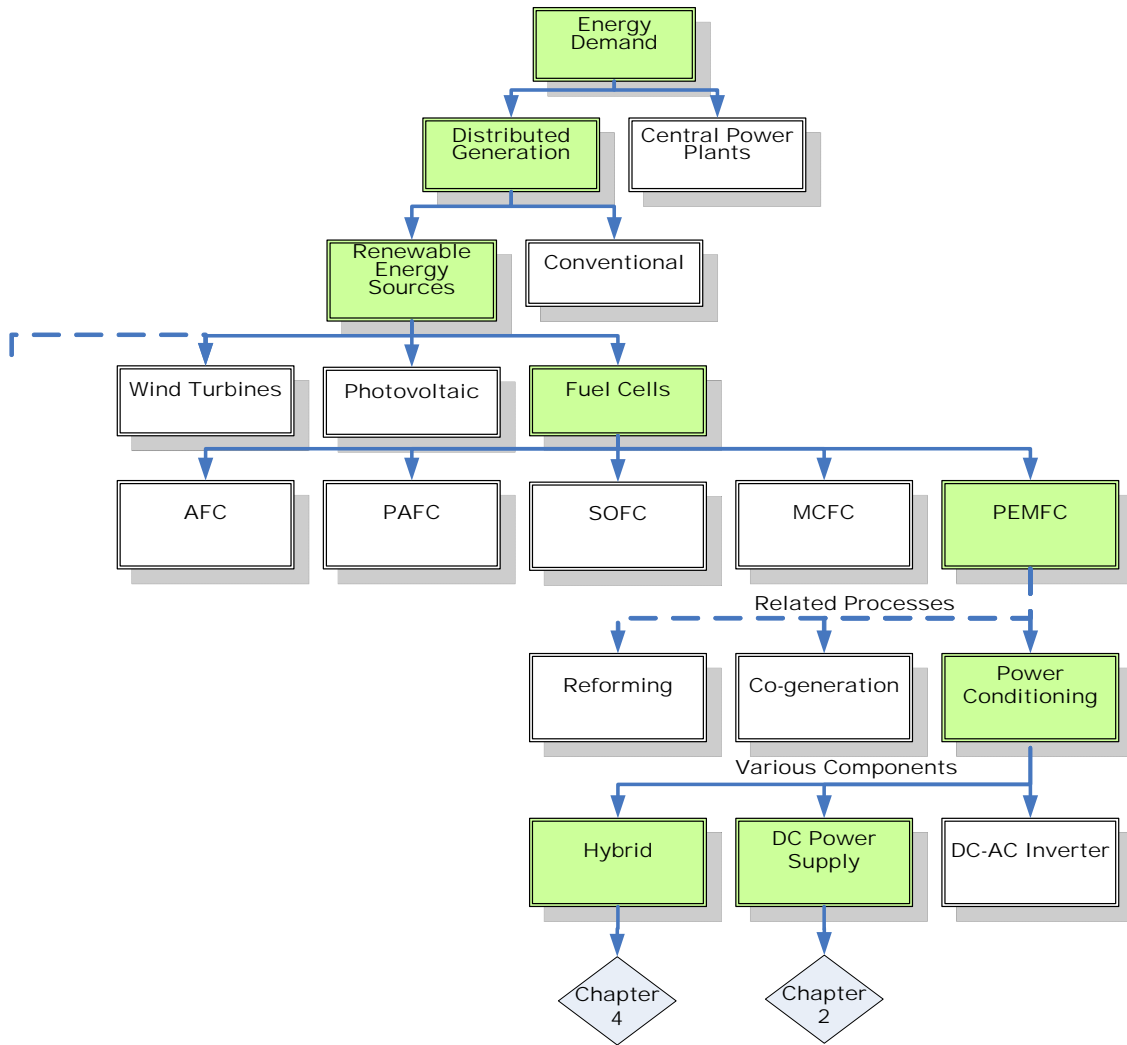 Energy
Demand
Distributed
Generation
Central Power
Plants
Renewable
Energy
Sources
Conventional
Wind Turbines
Photovoltaic
Fuel Cells
AFC
PAFC
SOFC
MCFC
PEMFC
Related Processes
Reforming
Co-generation
Power
Conditioning
Various Components
Hybrid
DC Power
Supply
DC-AC Inverter
Chapter
4
Chapter
2